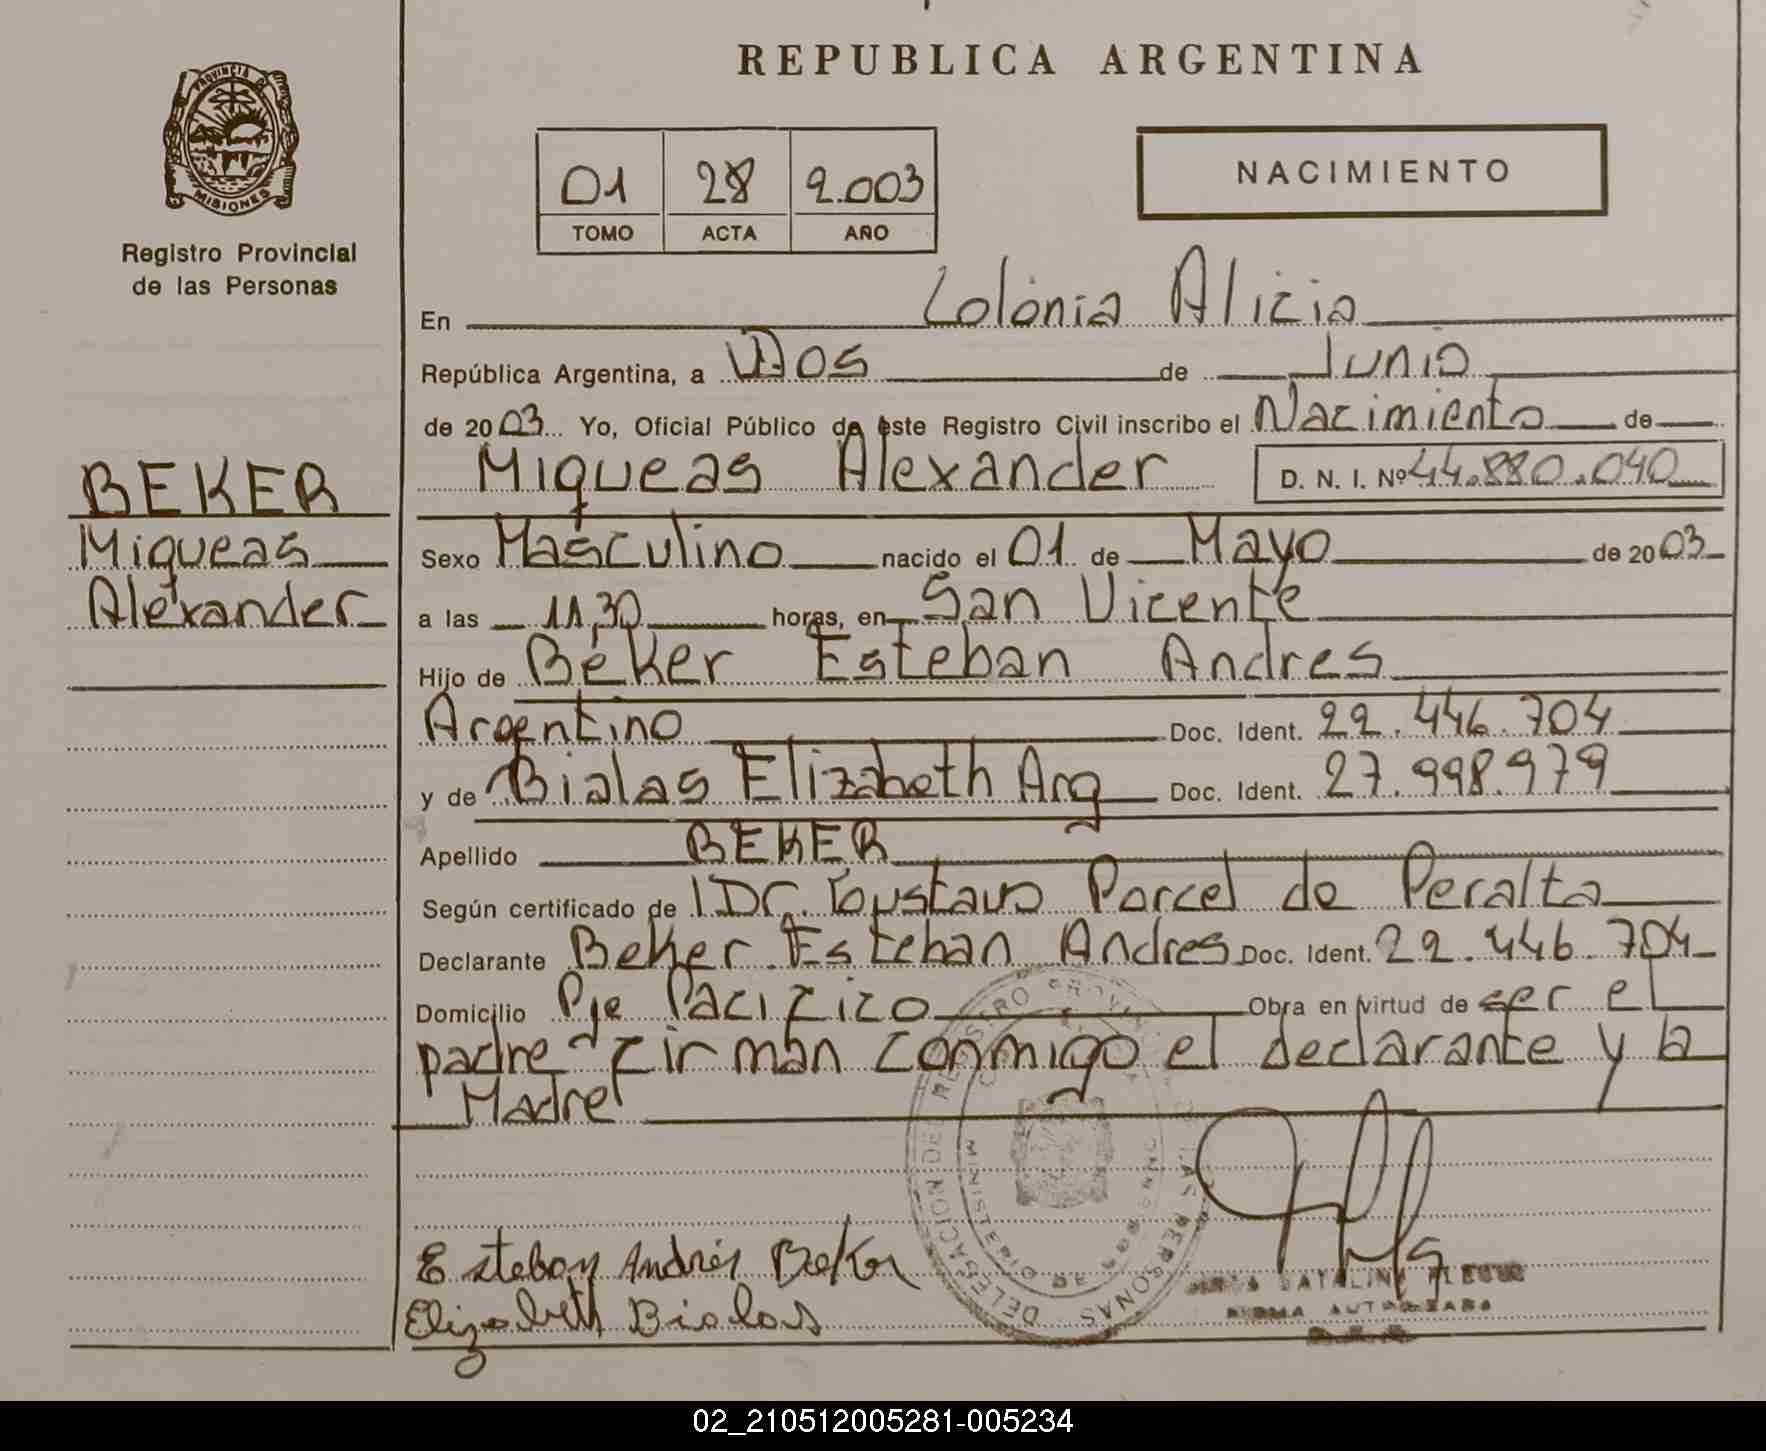 PROVINCIA DE MISIONES
Registro Provincial
de las Personas
BEKER
Miqueas
Alexander
REPUBLICA ARGENTINA
01 28 2.003
TOMO ACTA AÑO
NACIMIENTO
En Colonia Alicia
República Argentina, a Dos de Junio
de 2003 Yo, Oficial Público de este Registro Civil inscribo el Nacimiento de
Miqueas Alexander D. N. I. Nº 44.880.040
Sexo Masculino nacido el 01 de Mayo de 2003
a las 11,30 horas, en San Vicente
Hijo de Beker Esteban Andres
Argentino Doc. Ident. 22.446.704
y de Bialas Elizabeth Arg Doc. Ident. 27.998.979
Apellido BEKER
Según certificado de Dr. Gustavo Porcel de Peralta
Declarante Beker Esteban Andres Doc. Ident. 22.446.704
Domicilio Pje Pacifico Obra en virtud de ser el
padre firman conmigo el declarante y la
Madre
Esteban Andrés Beker
Elizabeth Bialas
FIRMA AUTORIZADA
02_210512005281-005234